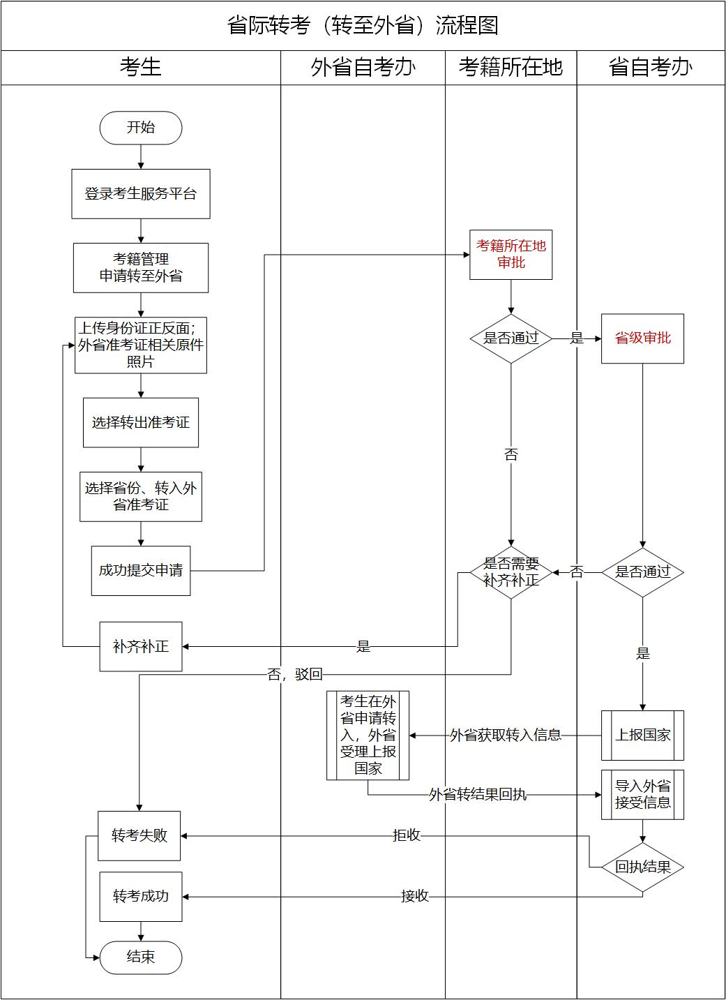 省际转考（转至外省）流程图
考生
外省自考办
考籍所在地
省自考办
开始
登录考生服务平台
考籍管理
申请转至外省
上传身份证正反面；
外省准考证相关原件
照片
选择转出准考证
选择省份、转入外
省准考证
成功提交申请
考籍所在地
审批
是否通过
是
省级审批
否
是否需要
补齐补正
否
是否通过
补齐补正
是
是
否，驳回
考生在外
省申请转
入，外省
受理上报
国家
外省获取转入信息
上报国家
外省转结果回执
导入外省
接受信息
转考失败
拒收
回执结果
转考成功
接收
结束